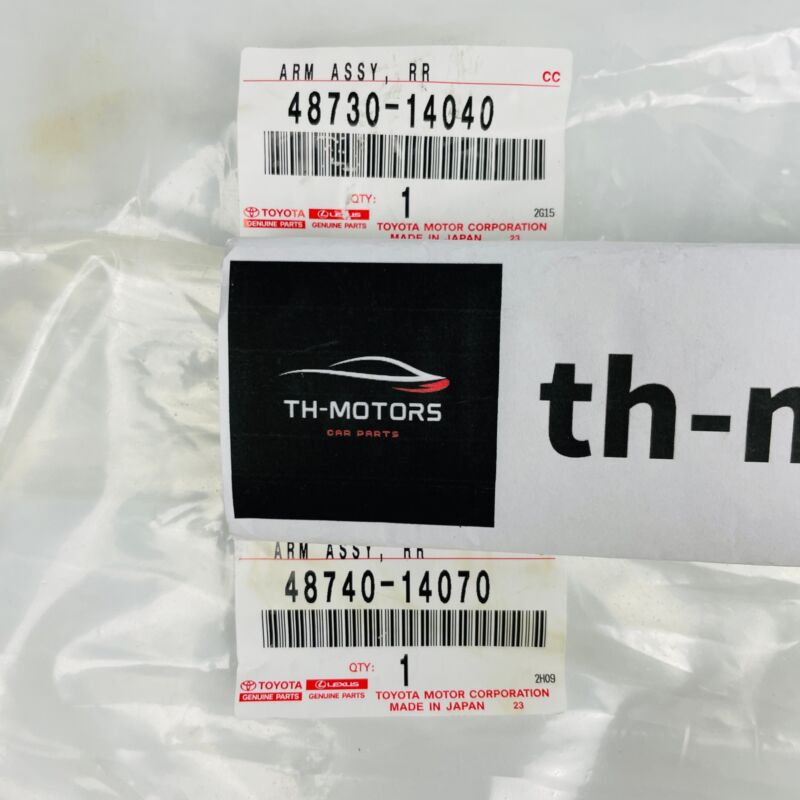 ARM ASSY, RR
CC
48730-14040
QTY: 1
2G15
TOYOTA LEXUS
GENUINE PARTS GENUINE PARTS
TOYOTA MOTOR CORPORATION
MADE IN JAPAN 23
TH-MOTORS
CAR PARTS
th-m
ARM ASSY, RR
48740-14070
QTY: 1
2H09
TOYOTA LEXUS
GENUINE PARTS GENUINE PARTS
TOYOTA MOTOR CORPORATION
MADE IN JAPAN 23